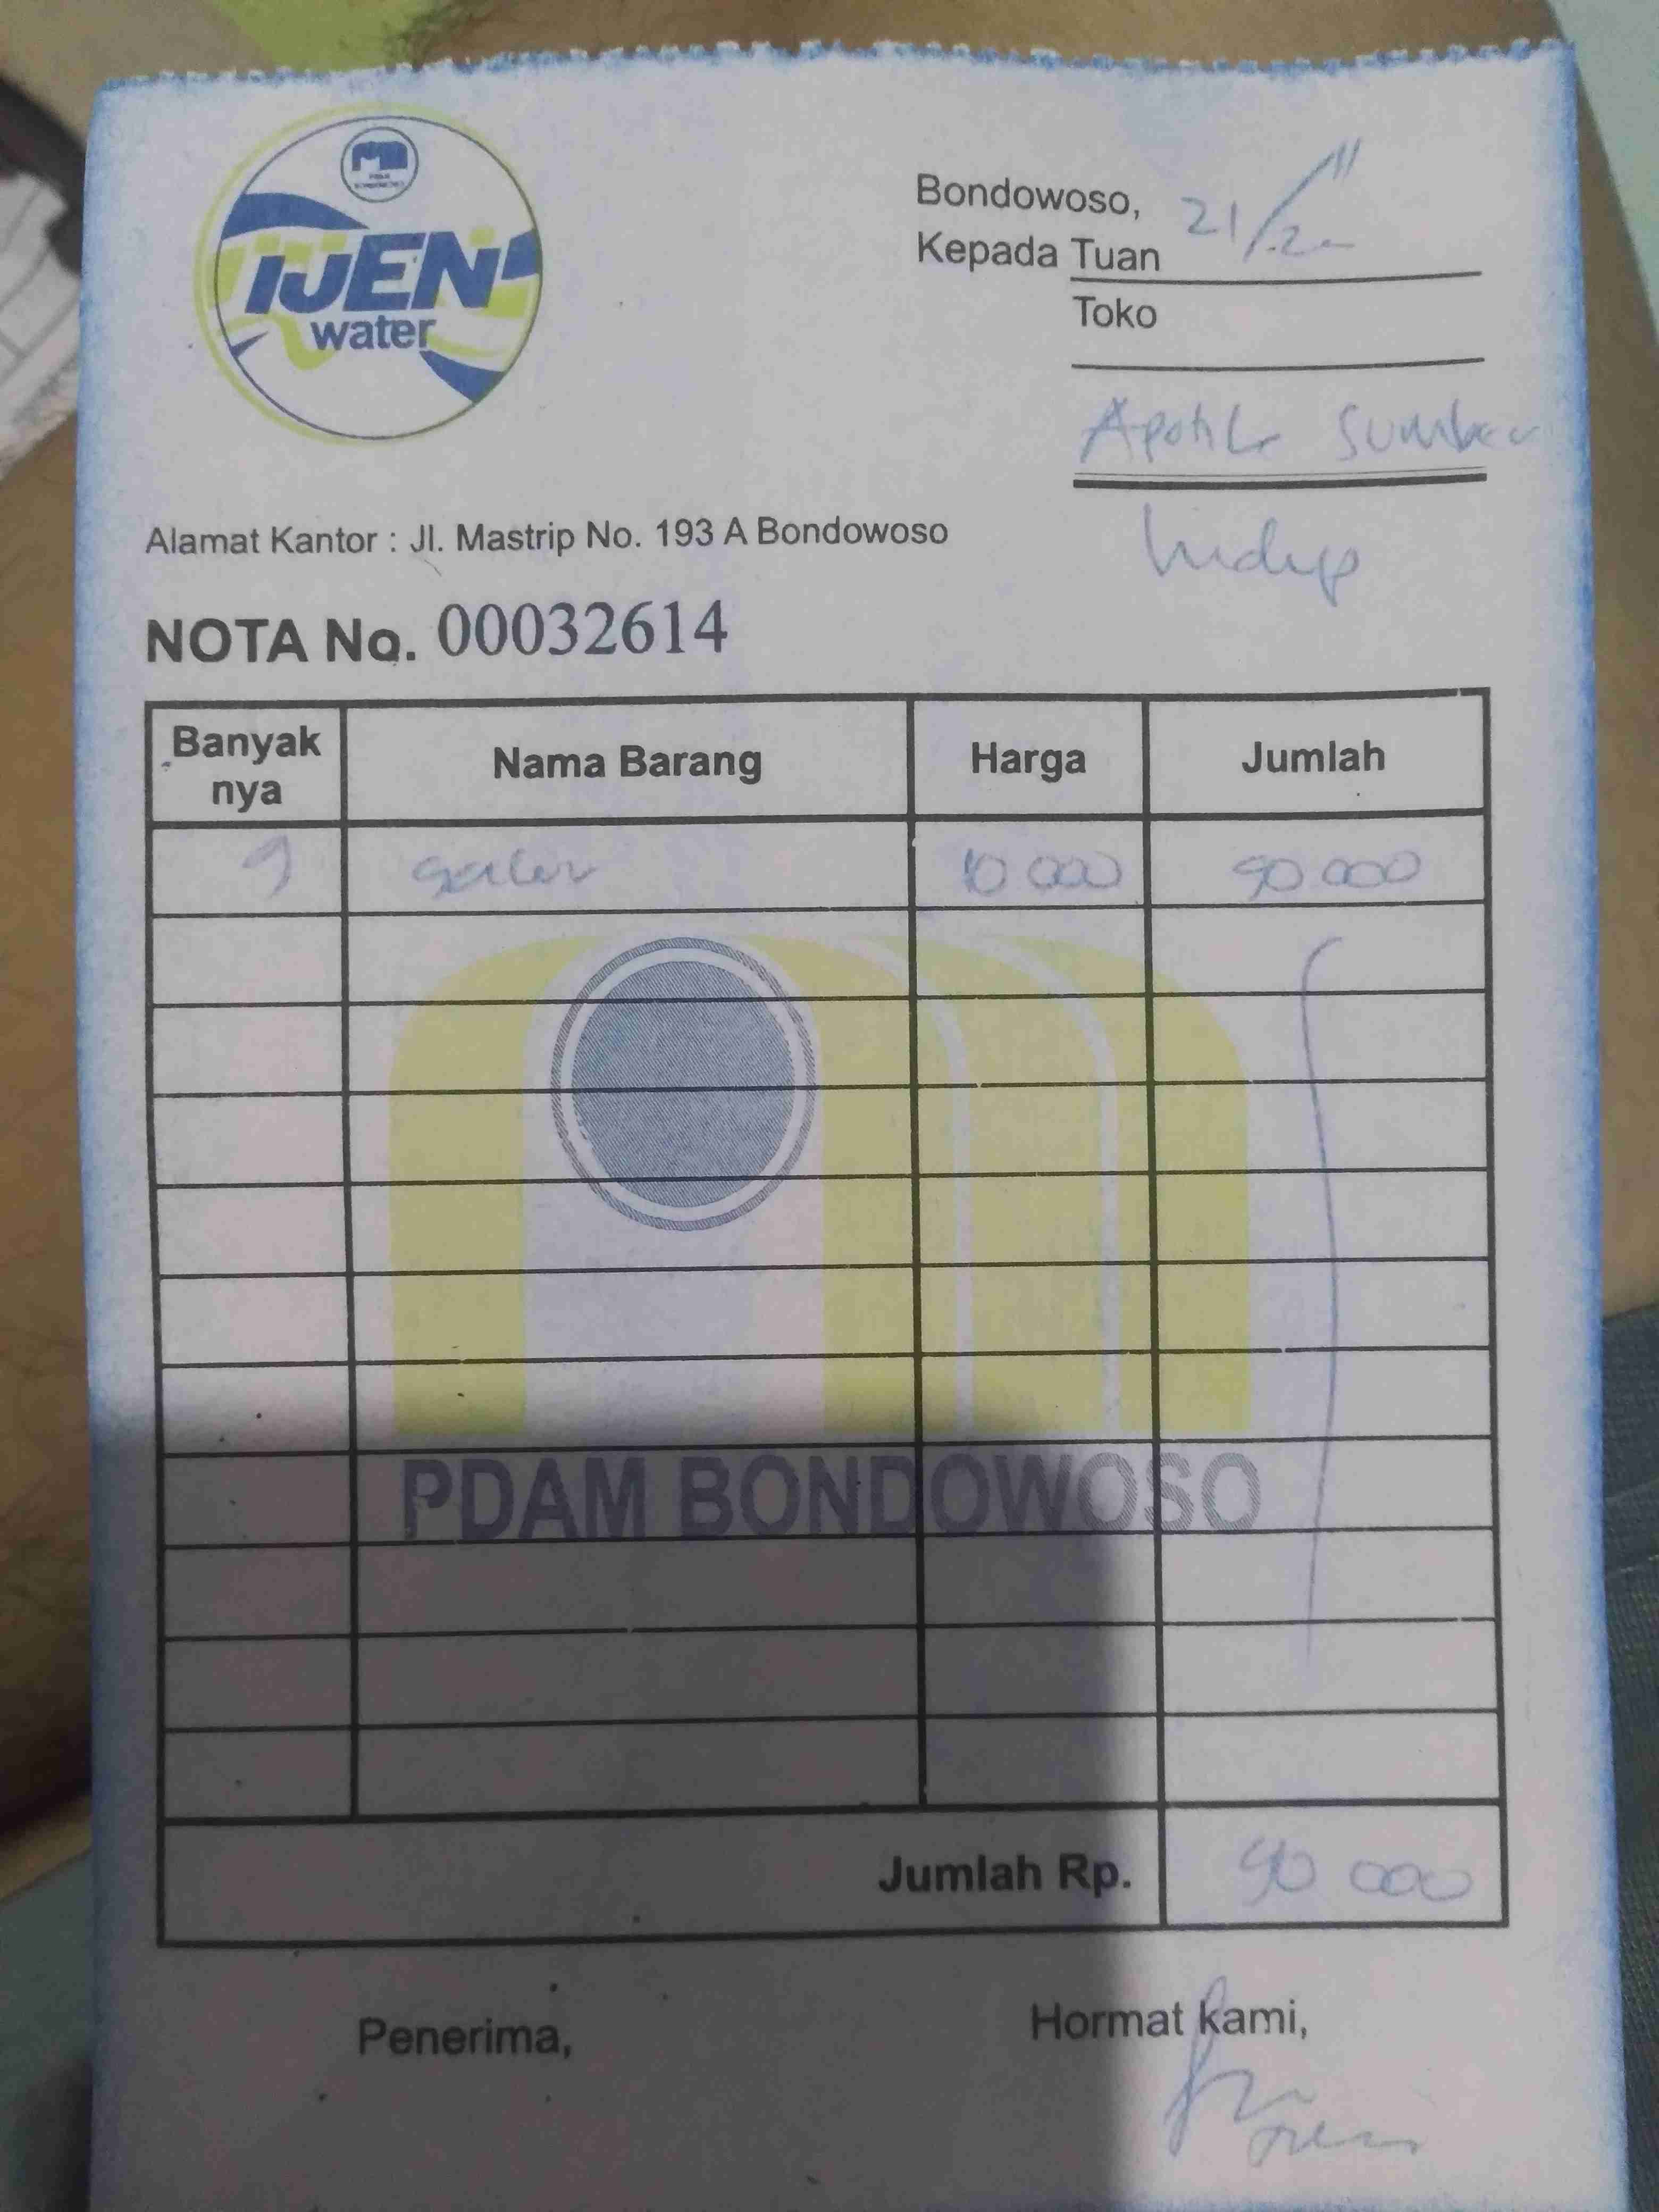 PDAM
BONDOWOSO
IJEN
water
Bondowoso, 21/11
Kepada Tuan
Toko
Apotik Sumber
hidup
Alamat Kantor : Jl. Mastrip No. 193 A Bondowoso
NOTA No. 00032614
Banyak nya Nama Barang Harga Jumlah
9 galon 10 000 90 000
PDAM BONDOWOSO
Jumlah Rp. 90 000
Penerima, Hormat kami,